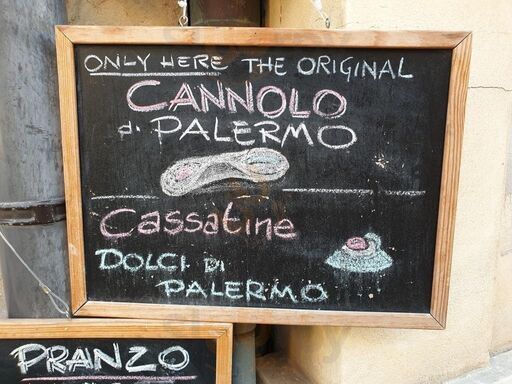 ONLY HERE THE ORIGINAL
CANNOLO
di PALERMO
Cassatine
DOLCI DI
PALERMO
PRANZO